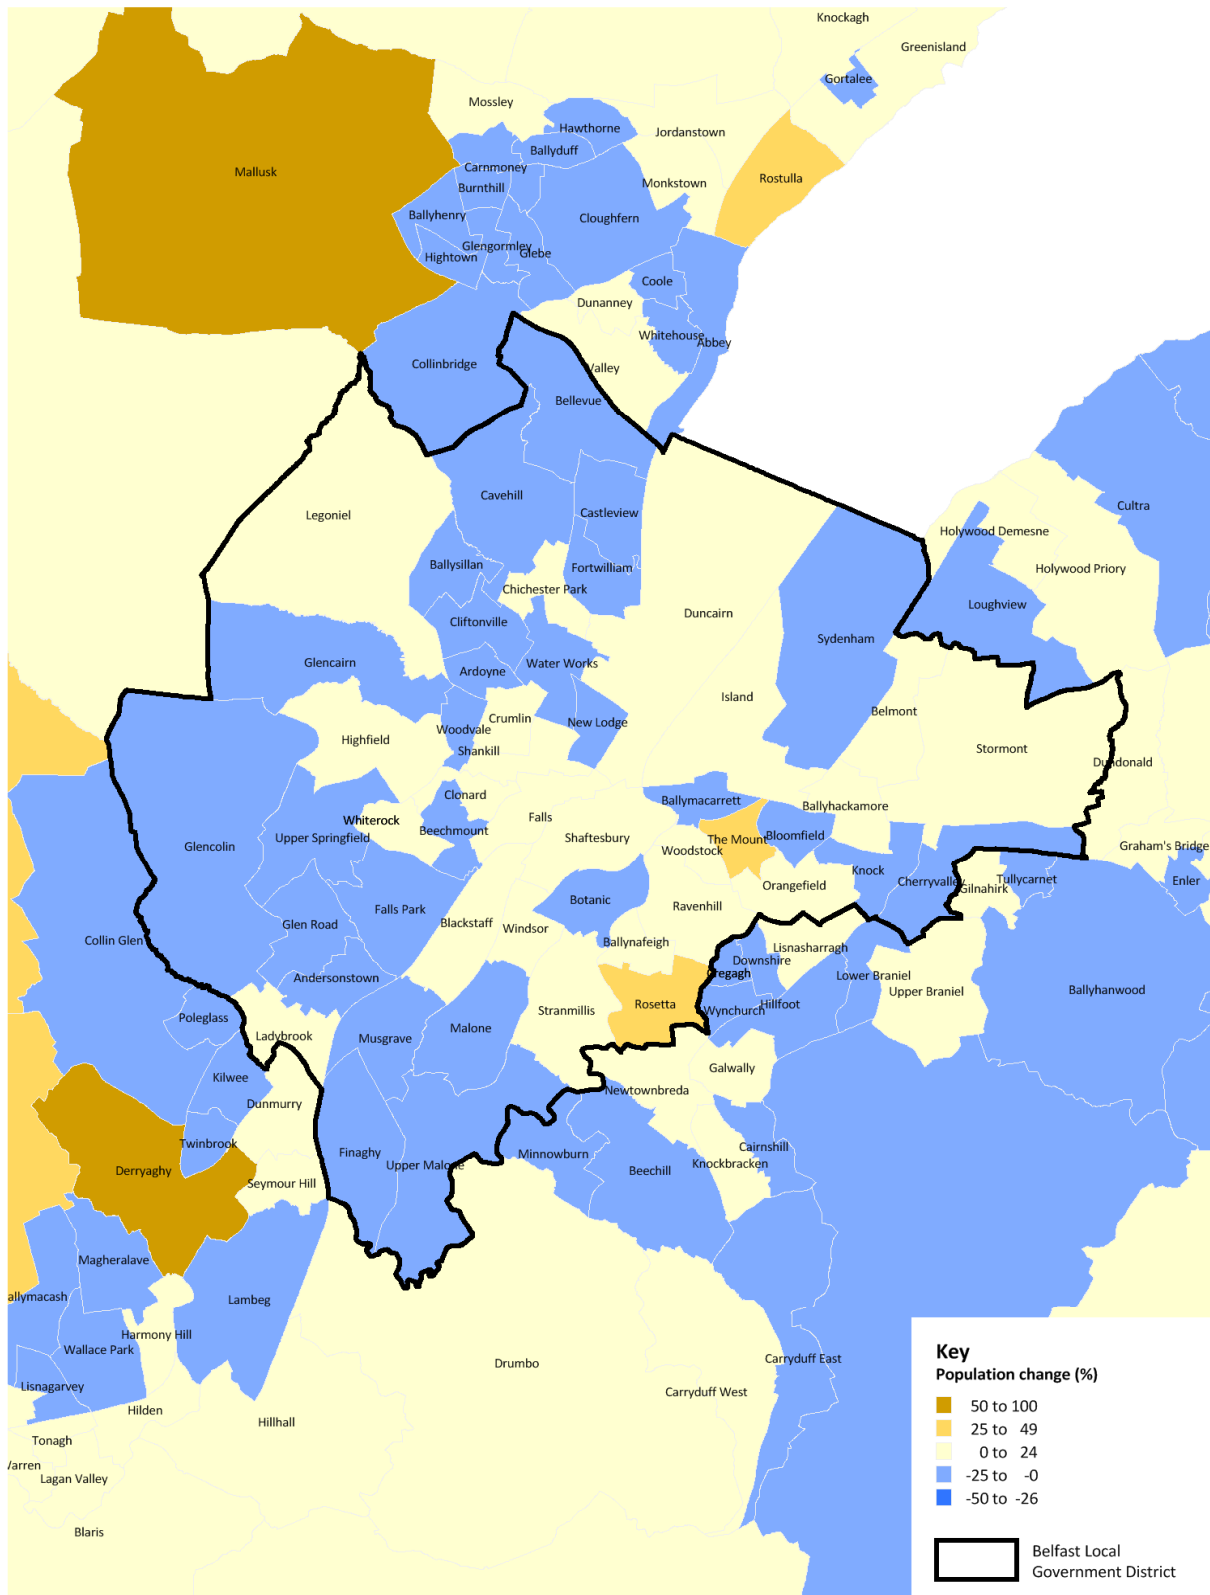 Knockagh
Greenisland
Gortalee
Mossley
Hawthorne
Jordanstown
Ballyduff
Carnmoney
Mallusk
Rostulla
Monkstown
Burnthill
Ballyhenry
Cloughfern
Glengormley
Glebe
Hightown
Coole
Dunanney
Whitehouse
Abbey
Collinbridge
Valley
Bellevue
Cavehill
Cultra
Castleview
Legoniel
Holywood Demesne
Ballysillan
Fortwilliam
Holywood Priory
Chichester Park
Loughview
Duncairn
Cliftonville
Sydenham
Glencairn
Water Works
Ardoyne
Island
Belmont
Crumlin
New Lodge
Woodvale
Highfield
Shankill
Stormont
Dundonald
Clonard
Ballymacarrett
Ballyhackamore
Whiterock
Falls
Beechmount
Upper Springfield
Shaftesbury
The Mount
Bloomfield
Glencolin
Woodstock
Graham's Bridge
Knock
Cherryvalley
Tullycarnet
Enler
Orangefield
Gilnahirk
Botanic
Ravenhill
Falls Park
Glen Road
Blackstaff
Windsor
Collin Glen
Ballynafeigh
Lisnasharragh
Downshire
Cregagh
Lower Braniel
Andersonstown
Upper Braniel
Ballyhanwood
Rosetta
Hillfoot
Wynchurch
Stranmillis
Poleglass
Malone
Ladybrook
Musgrave
Galwally
Kilwee
Newtownbreda
Dunmurry
Twinbrook
Cairnshill
Finaghy
Minnowburn
Upper Malone
Knockbracken
Derryaghy
Beechill
Seymour Hill
Magheralave
allymacash
Lambeg
Harmony Hill
Wallace Park
Drumbo
Carryduff East
Lisnagarvey
Carryduff West
Hilden
Hillhall
Tonagh
Warren
Lagan Valley
Blaris
Key
Population change (%)
50 to 100
25 to 49
0 to 24
-25 to -0
-50 to -26
Belfast Local
Government District